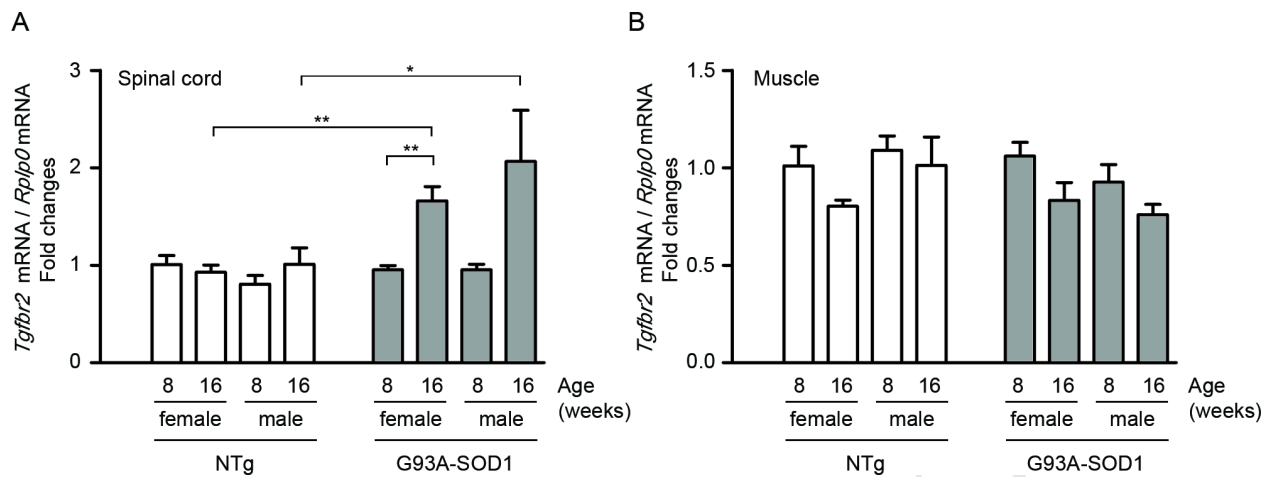 A
Tgfbr2 mRNA / Rplp0 mRNA
Fold changes
Spinal cord
3
2
1
0
*
**
**
8 16 8 16 8 16 8 16 Age
(weeks)
female male female male
NTg G93A-SOD1
B
Tgfbr2 mRNA / Rplp0 mRNA
Fold changes
Muscle
1.5
1.0
0.5
0.0
8 16 8 16 8 16 8 16 Age
(weeks)
female male female male
NTg G93A-SOD1